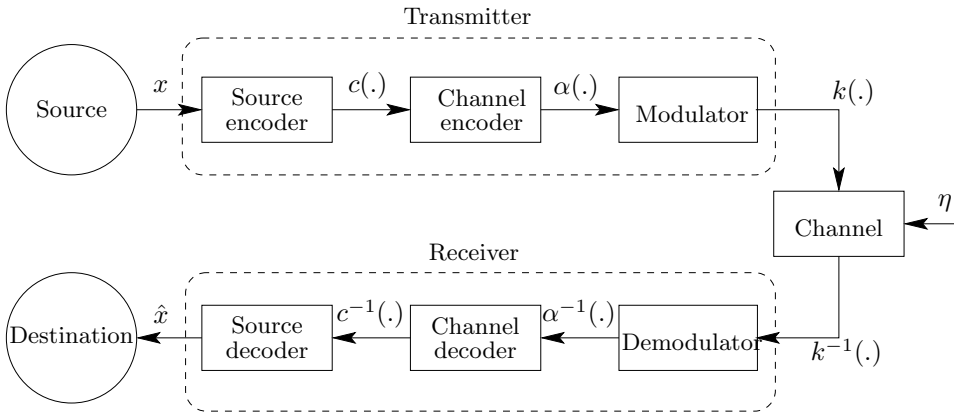 Transmitter
x
c(.)
α(.)
k(.)
Source
Source
encoder
Channel
encoder
Modulator
η
Channel
Receiver
x̂
c⁻¹(.)
α⁻¹(.)
k⁻¹(.)
Destination
Source
decoder
Channel
decoder
Demodulator